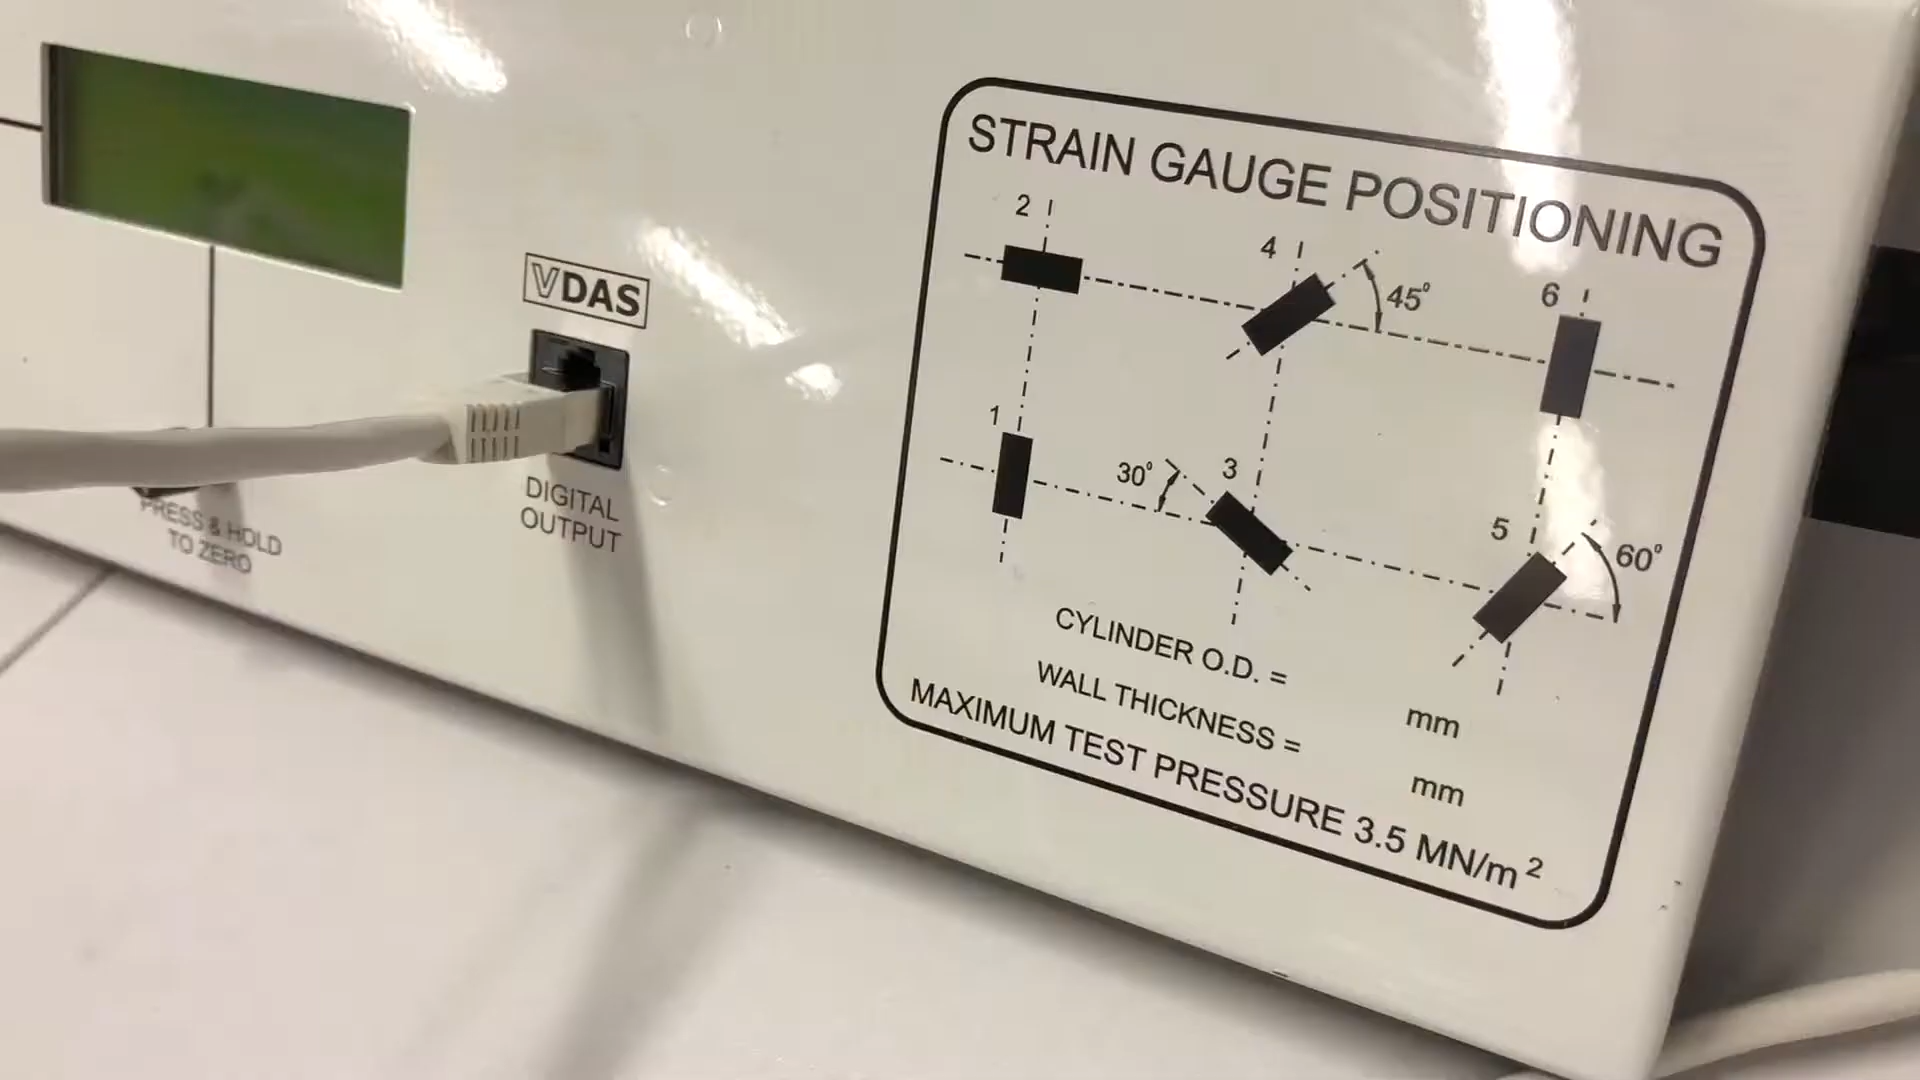 VDAS
DIGITAL
OUTPUT
PRESS & HOLD
TO ZERO
STRAIN GAUGE POSITIONING
2
4
45°
6
1
30°
3
5
60°
CYLINDER O.D. = mm
WALL THICKNESS = mm
MAXIMUM TEST PRESSURE 3.5 MN/m²